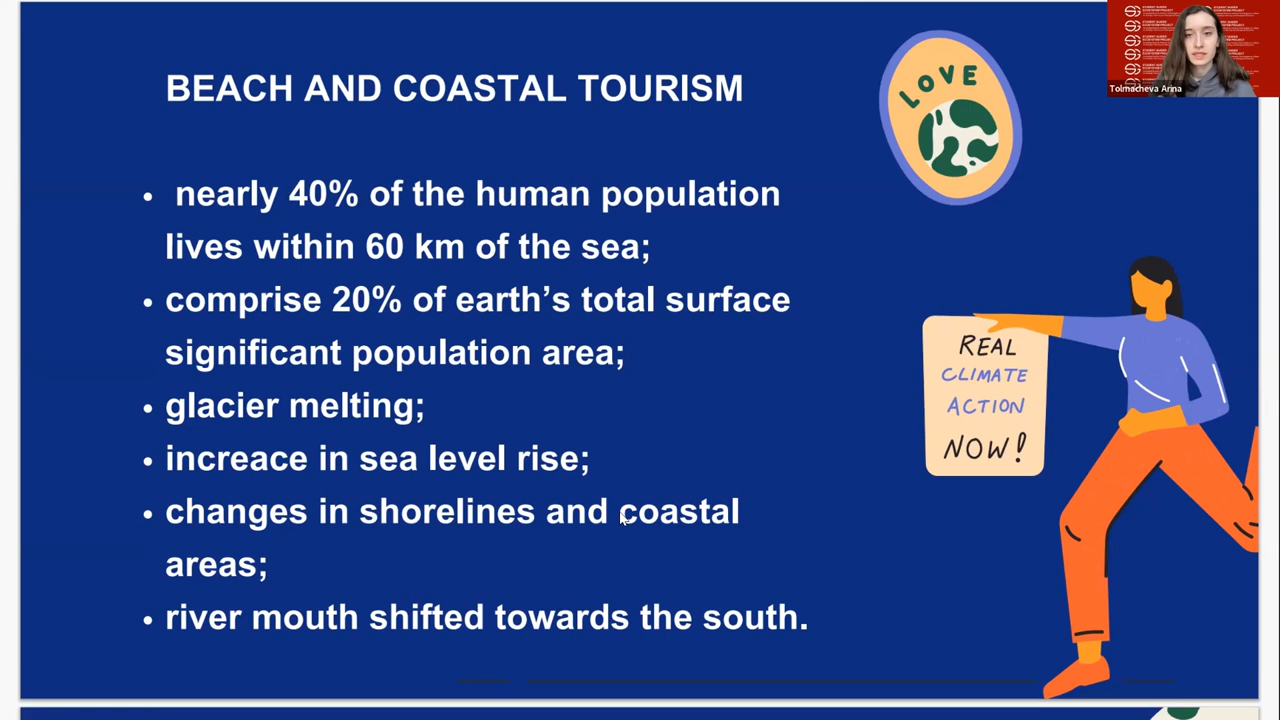 BEACH AND COASTAL TOURISM
LOVE
Tolmacheva Arina
nearly 40% of the human population
lives within 60 km of the sea;
comprise 20% of earth’s total surface
significant population area;
glacier melting;
increace in sea level rise;
changes in shorelines and coastal
areas;
river mouth shifted towards the south.
REAL
CLIMATE
ACTION
NOW!